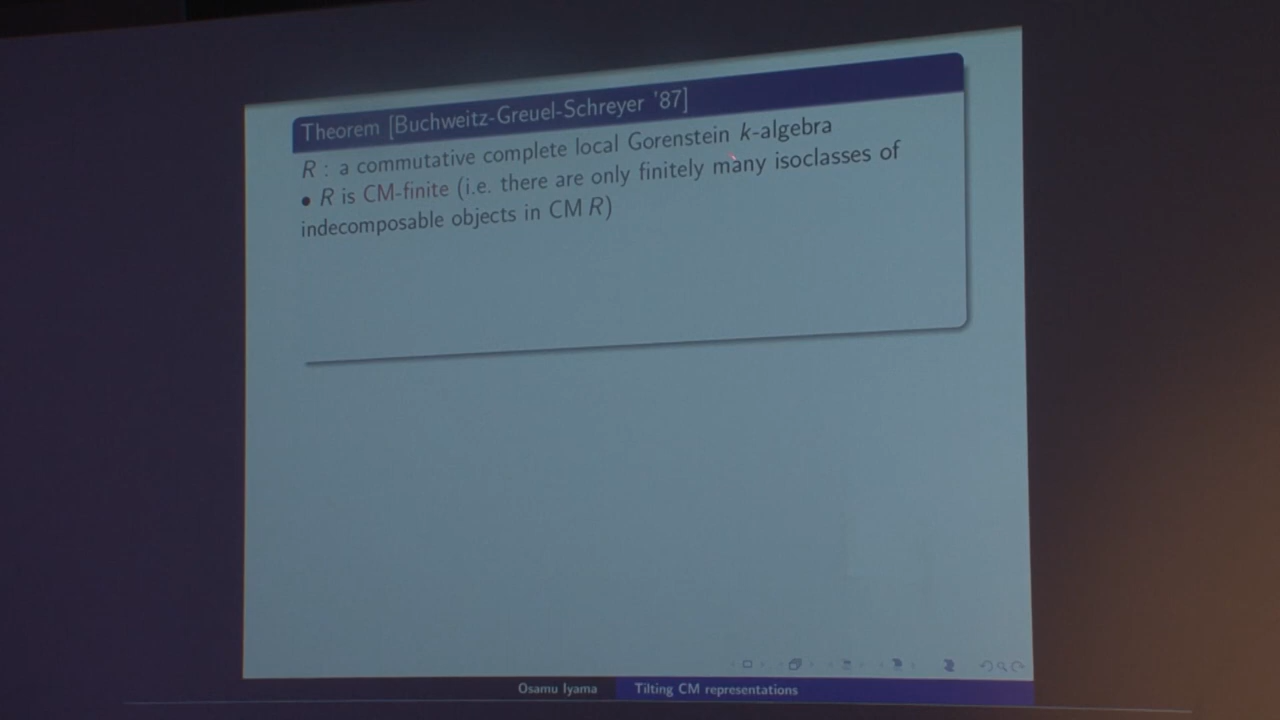 Theorem [Buchweitz-Greuel-Schreyer '87]
R : a commutative complete local Gorenstein k-algebra
• R is CM-finite (i.e. there are only finitely many isoclasses of
indecomposable objects in CM R)
Osamu Iyama
Tilting CM representations